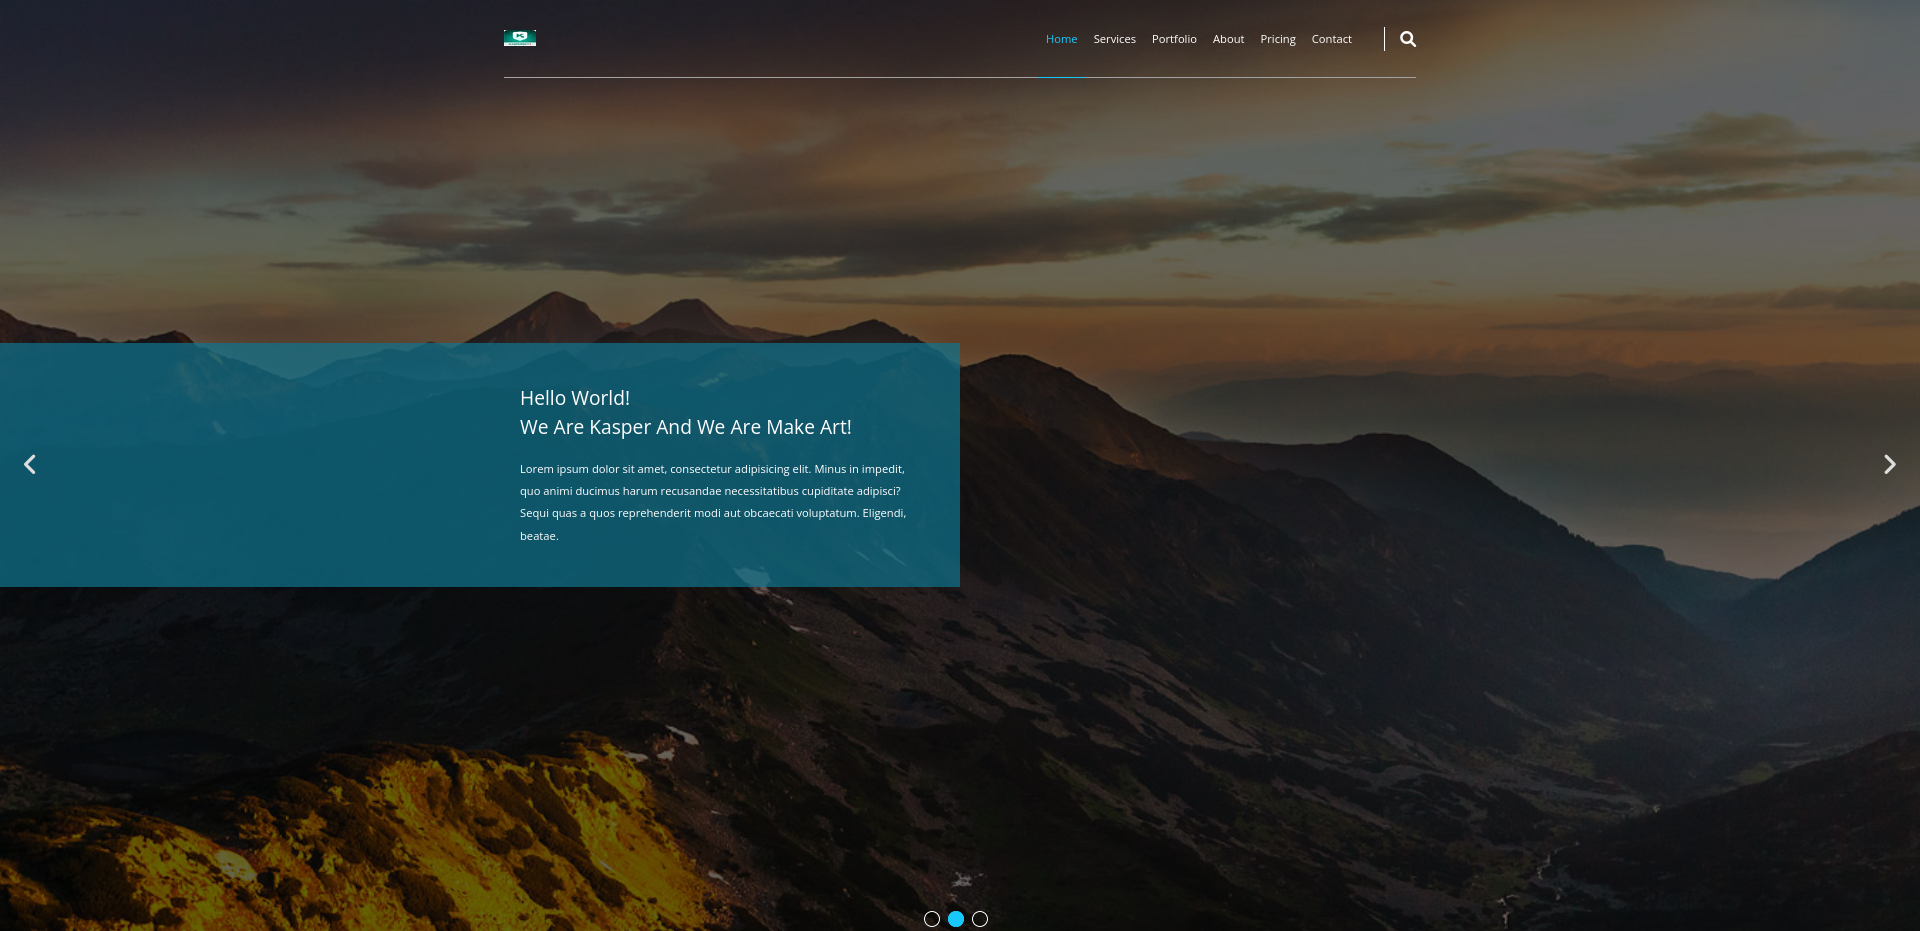 Home Services Portfolio About Pricing Contact
Hello World!
We Are Kasper And We Are Make Art!
Lorem ipsum dolor sit amet, consectetur adipisicing elit. Minus in impedit,
quo animi ducimus harum recusandae necessitatibus cupiditate adipisci?
Sequi quas a quos reprehenderit modi aut obcaecati voluptatum. Eligendi,
beatae.